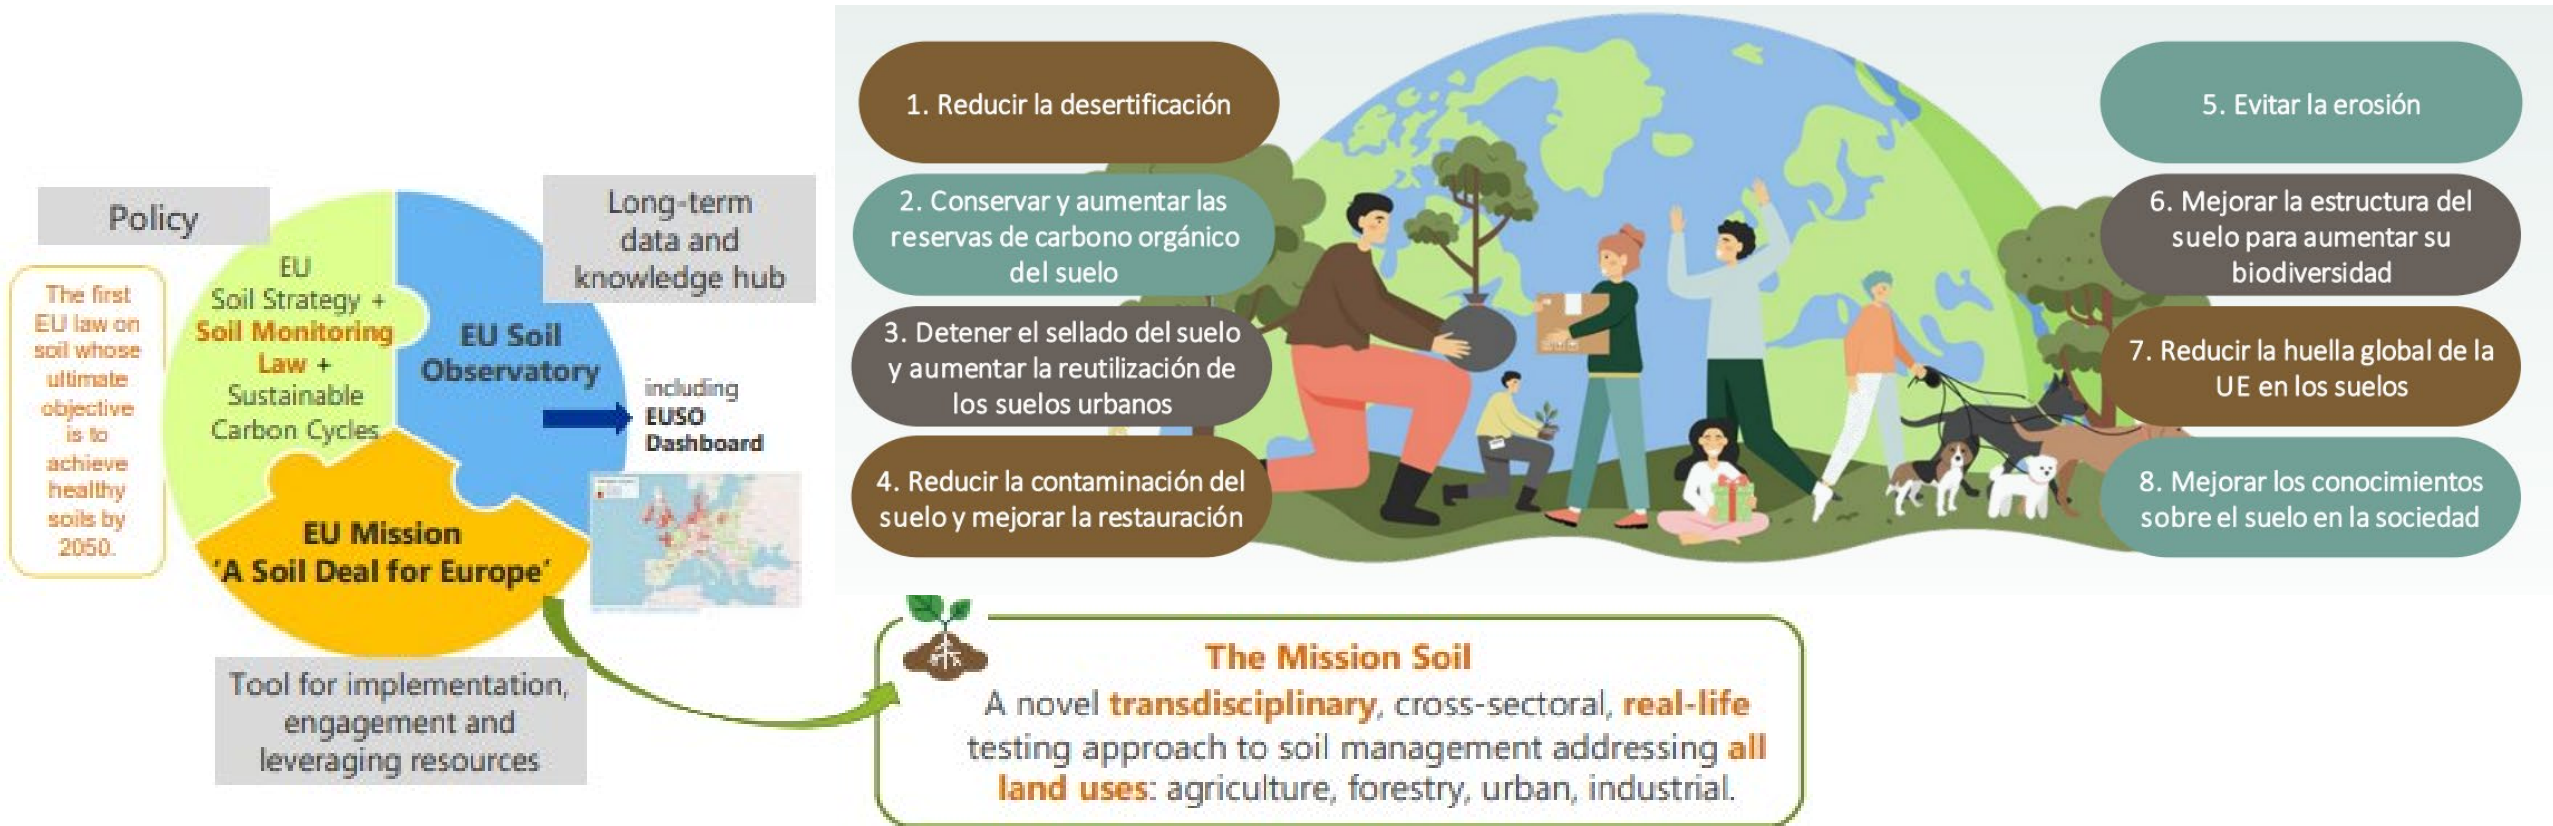 Policy
The first
EU law on
soil whose
ultimate
objective
is to
achieve
healthy
soils by
2050.
EU
Soil Strategy +
Soil Monitoring
Law +
Sustainable
Carbon Cycles
Long-term
data and
knowledge hub
EU Soil
Observatory
including
EUSO
Dashboard
EU Mission
'A Soil Deal for Europe'
Tool for implementation,
engagement and
leveraging resources
1. Reducir la desertificación
2. Conservar y aumentar las
reservas de carbono orgánico
del suelo
3. Detener el sellado del suelo
y aumentar la reutilización de
los suelos urbanos
4. Reducir la contaminación del
suelo y mejorar la restauración
5. Evitar la erosión
6. Mejorar la estructura del
suelo para aumentar su
biodiversidad
7. Reducir la huella global de la
UE en los suelos
8. Mejorar los conocimientos
sobre el suelo en la sociedad
The Mission Soil
A novel transdisciplinary, cross-sectoral, real-life
testing approach to soil management addressing all
land uses: agriculture, forestry, urban, industrial.